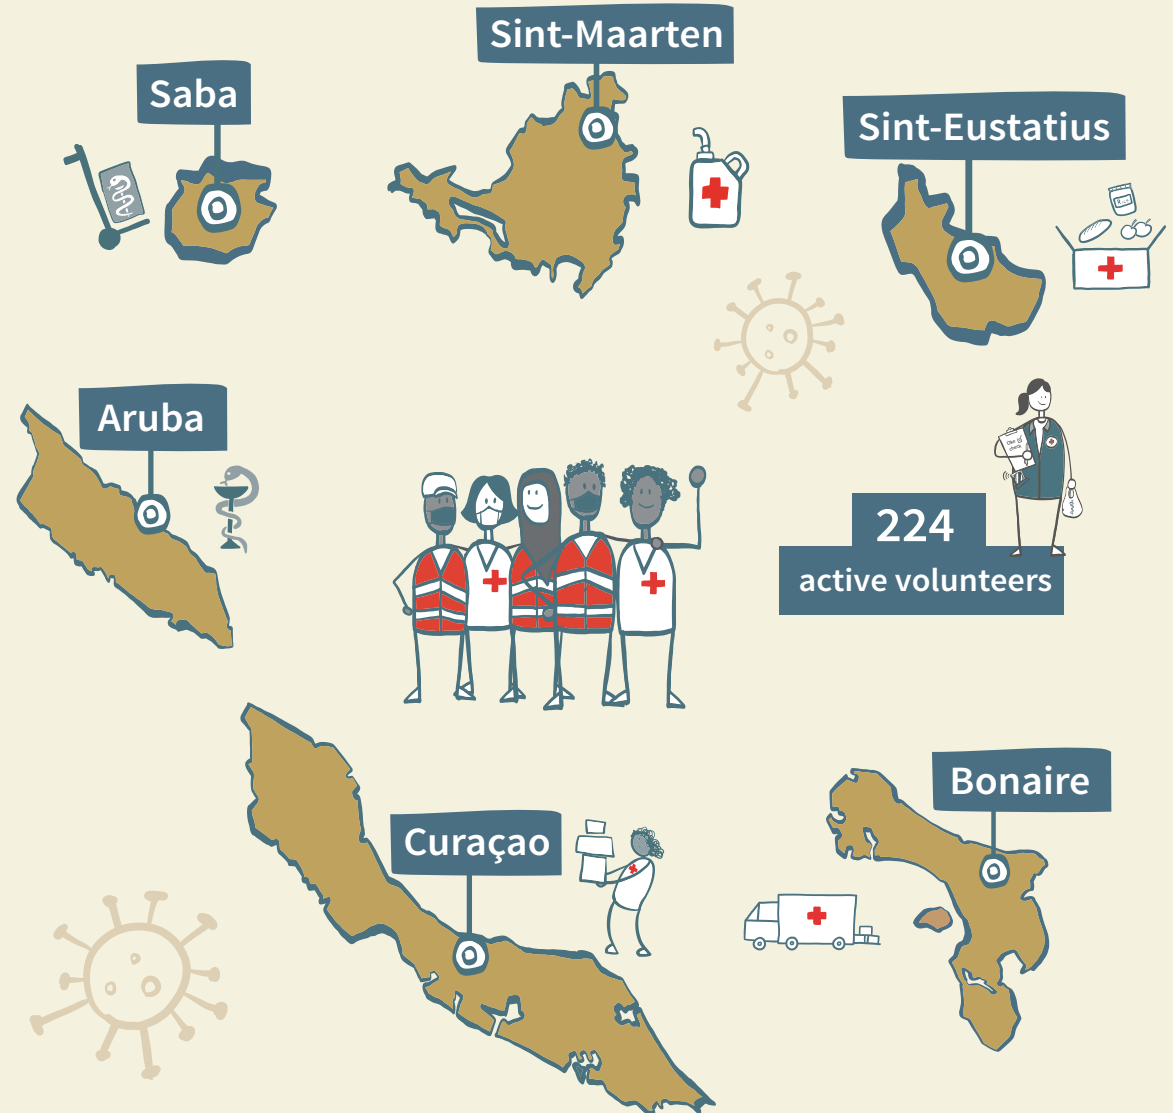 Sint-Maarten
Saba
Sint-Eustatius
Aruba
224
active volunteers
Bonaire
Curaçao